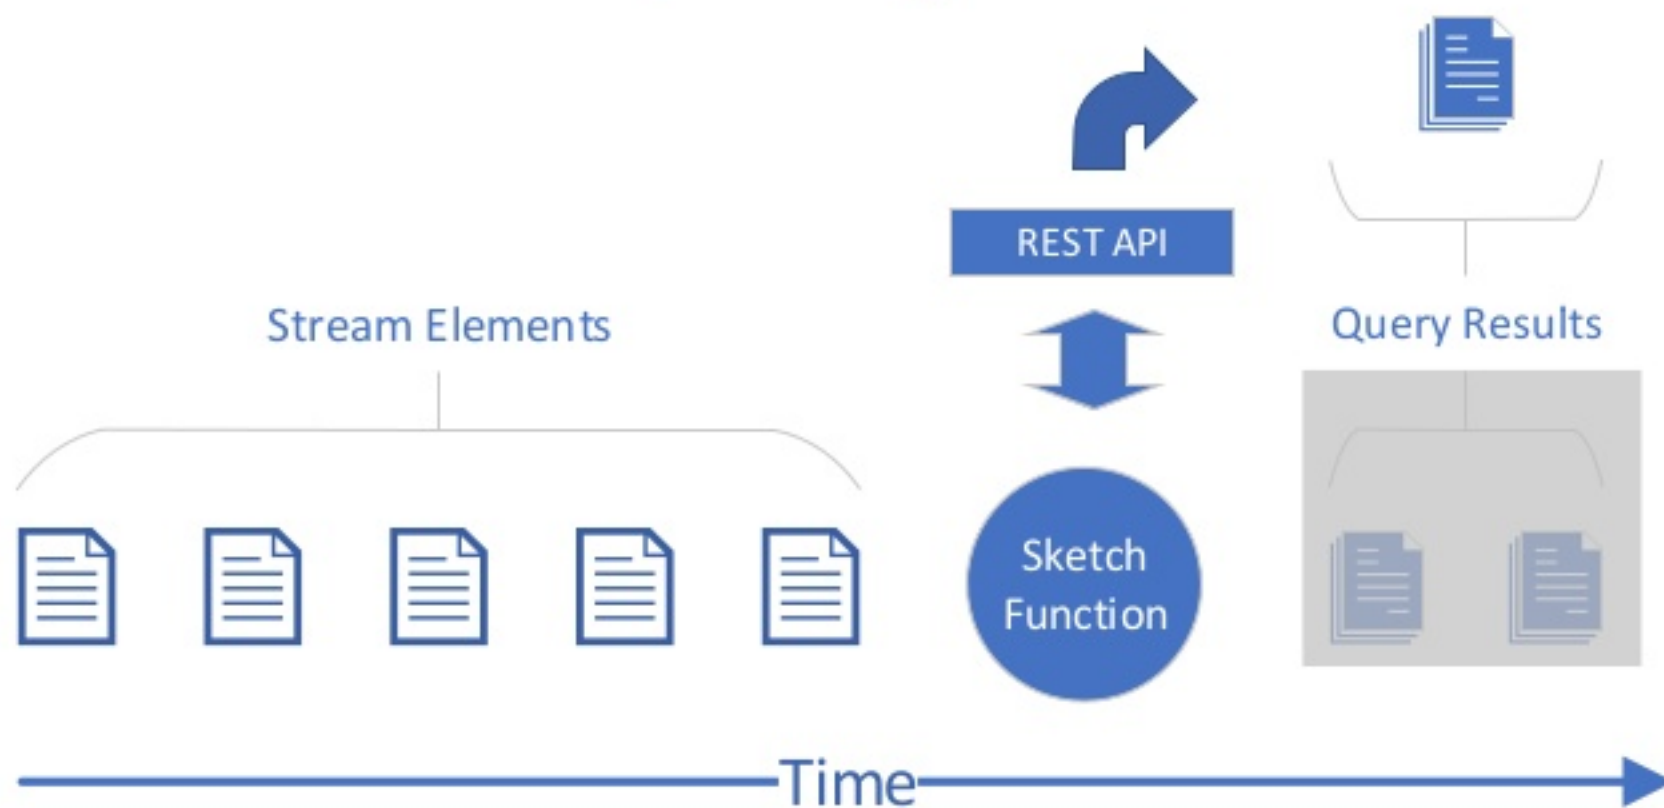 REST API
Stream Elements
Query Results
Sketch
Function
Time